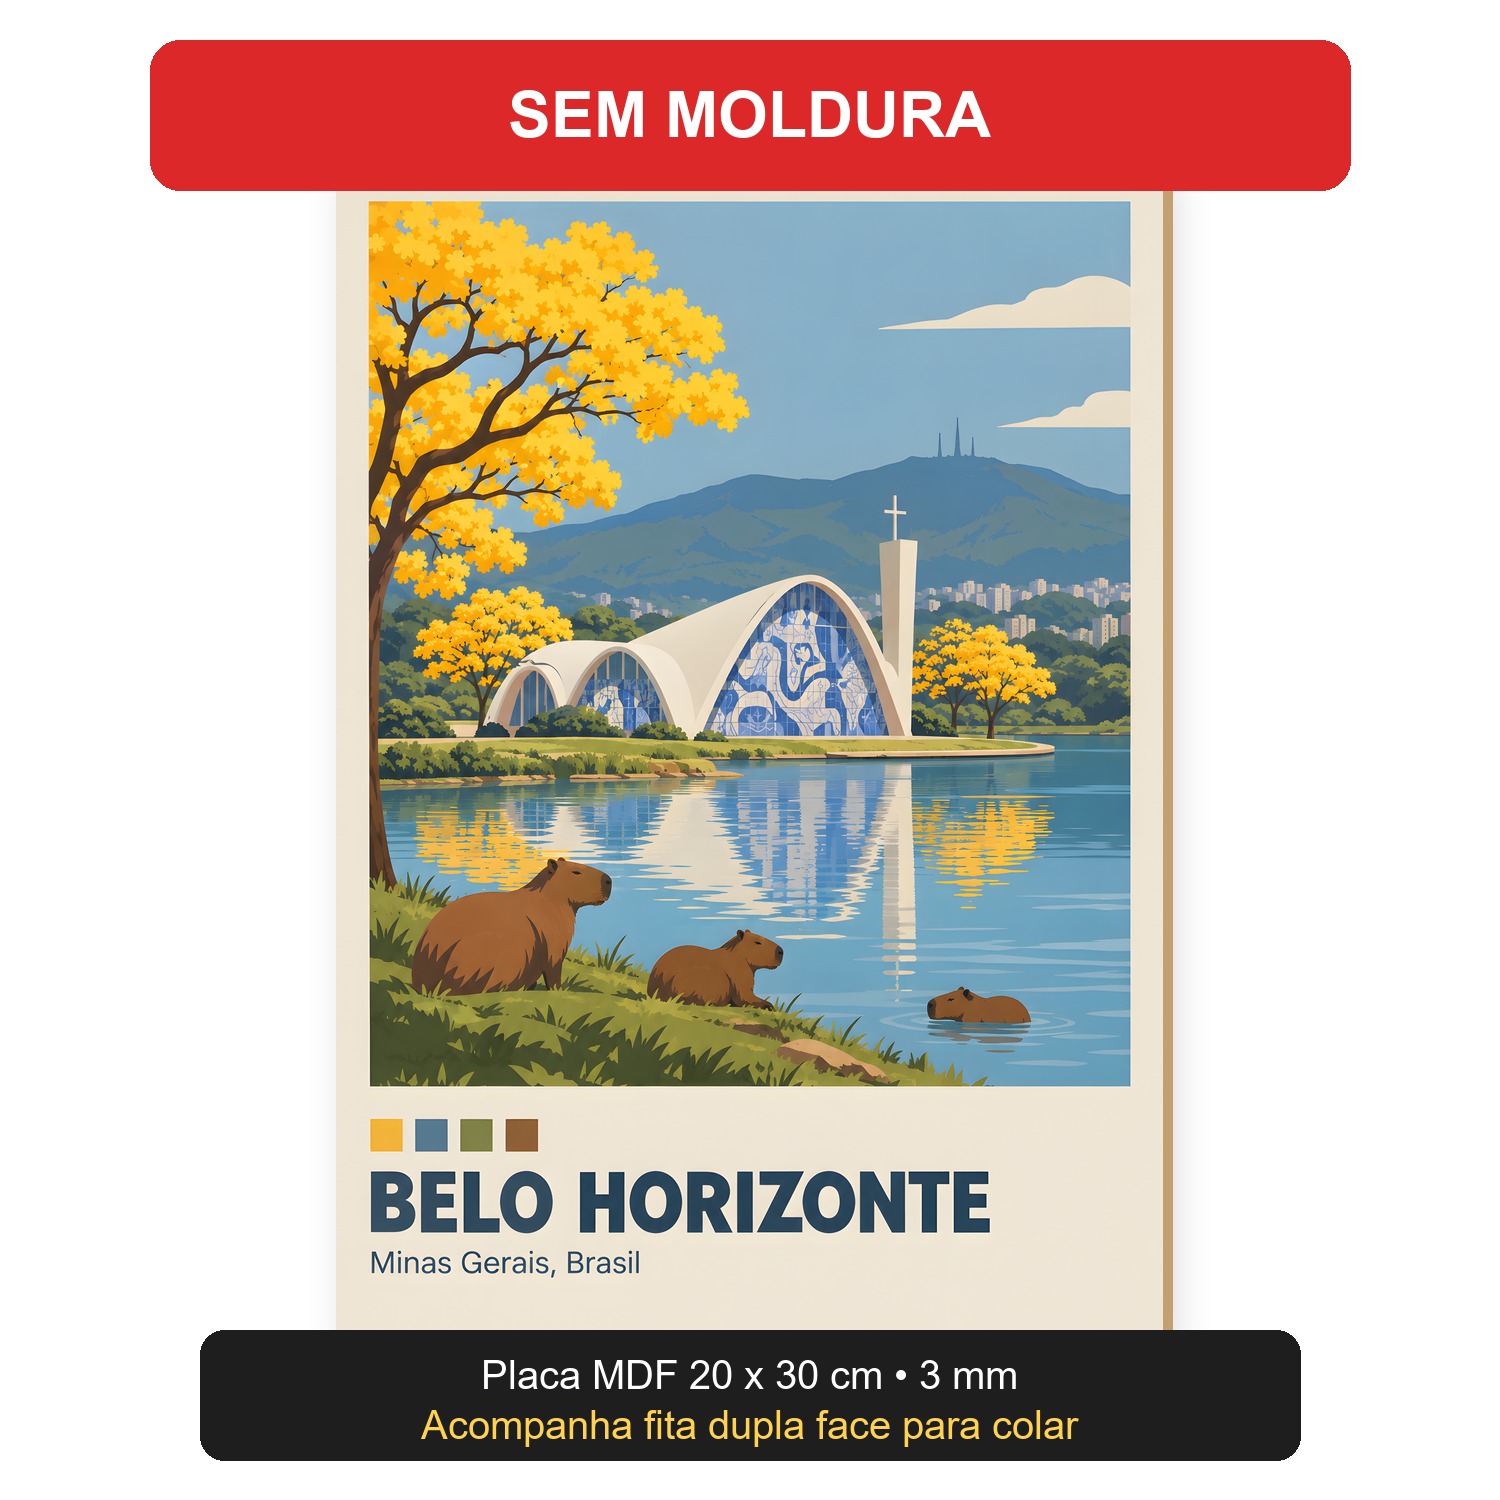 SEM MOLDURA
BELO HORIZONTE
Minas Gerais, Brasil
Placa MDF 20 x 30 cm • 3 mm
Acompanha fita dupla face para colar